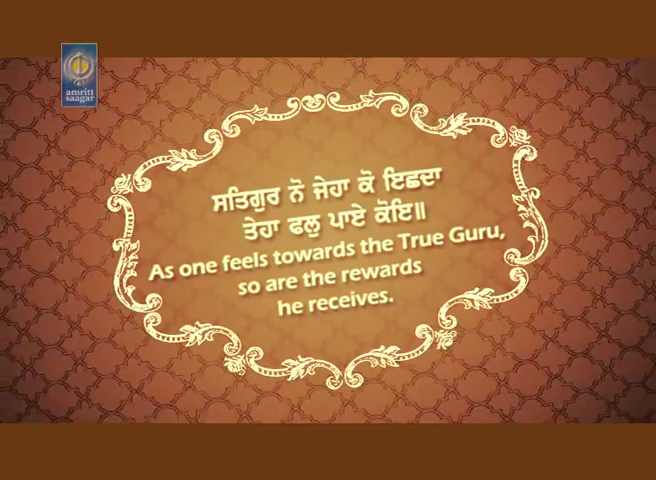 amritt
saagar
ਸਤਿਗੁਰ ਨੋ ਜੇਹਾ ਕੋ ਇਛਦਾ
ਤੇਹਾ ਫਲੁ ਪਾਏ ਕੋਇ॥
As one feels towards the True Guru,
so are the rewards
he receives.